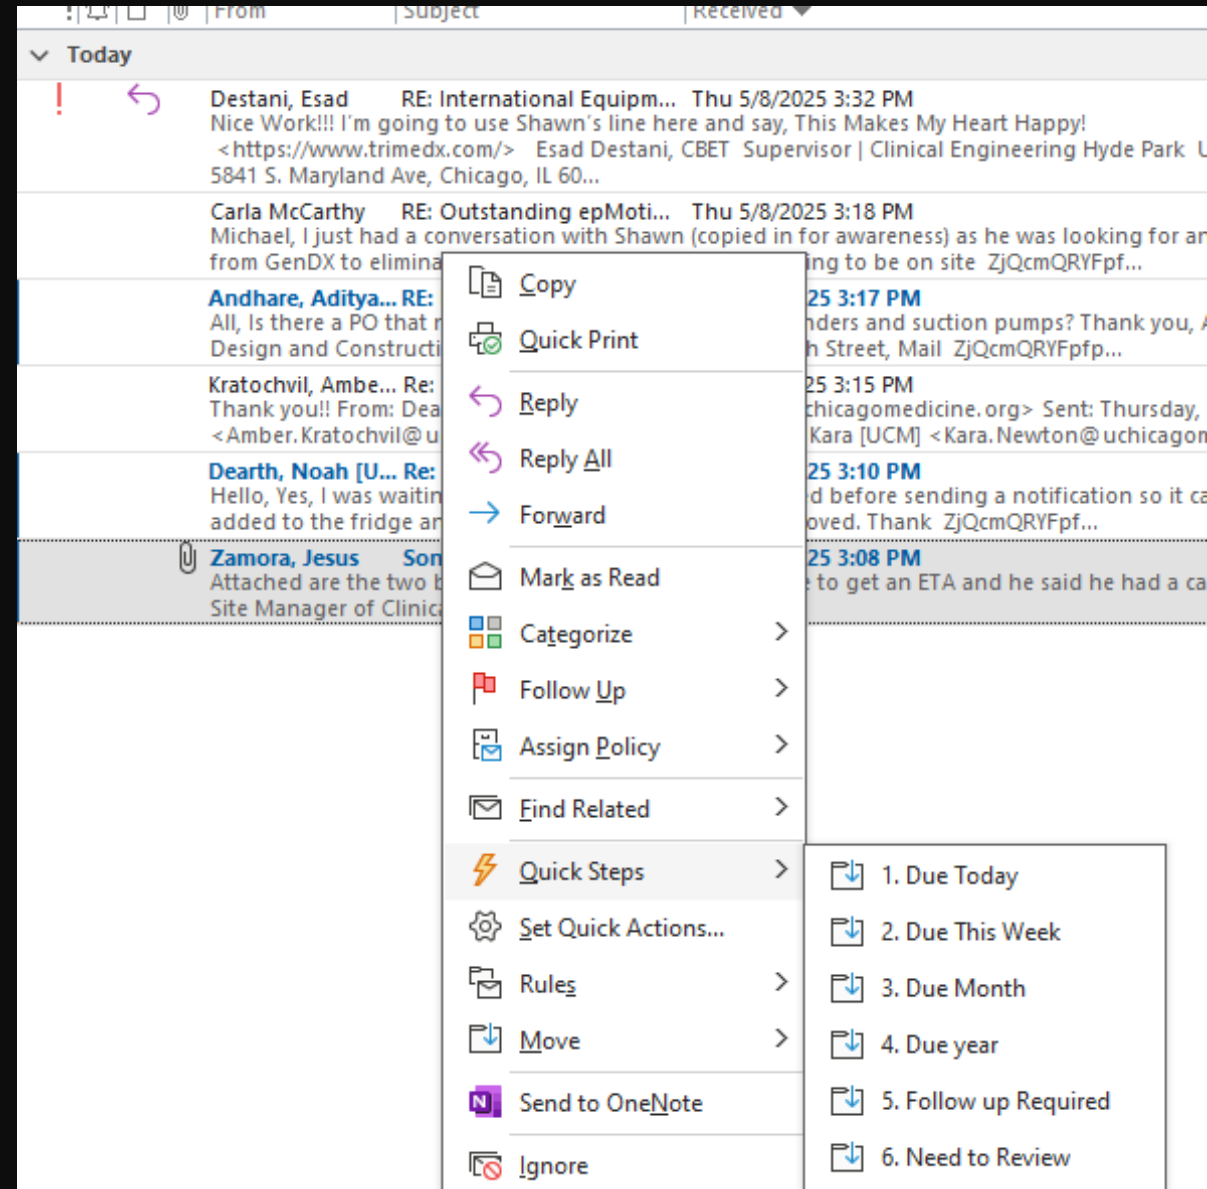 From Subject Received
Today
Destani, Esad RE: International Equipm... Thu 5/8/2025 3:32 PM
Nice Work!!! I'm going to use Shawn's line here and say, This Makes My Heart Happy!
<https://www.trimedx.com/> Esad Destani, CBET Supervisor | Clinical Engineering Hyde Park
5841 S. Maryland Ave, Chicago, IL 60...
Carla McCarthy RE: Outstanding epMoti... Thu 5/8/2025 3:18 PM
Michael, I just had a conversation with Shawn (copied in for awareness) as he was looking for an
from GenDX to elimina ing to be on site ZjQcmQRYFpf...
Andhare, Aditya... RE: 25 3:17 PM
All, Is there a PO that r nders and suction pumps? Thank you, A
Design and Constructi h Street, Mail ZjQcmQRYFpfp...
Kratochvil, Ambe... Re: 25 3:15 PM
Thank you!! From: Dea chicagomedicine.org> Sent: Thursday,
<Amber.Kratochvil@u Kara [UCM] <Kara.Newton@uchicagom
Dearth, Noah [U... Re: 25 3:10 PM
Hello, Yes, I was waitin d before sending a notification so it ca
added to the fridge an oved. Thank ZjQcmQRYFpf...
Zamora, Jesus Son 25 3:08 PM
Attached are the two b e to get an ETA and he said he had a ca
Site Manager of Clinica
Copy
Quick Print
Reply
Reply All
Forward
Mark as Read
Categorize
Follow Up
Assign Policy
Find Related
Quick Steps
Set Quick Actions...
Rules
Move
Send to OneNote
Ignore
1. Due Today
2. Due This Week
3. Due Month
4. Due year
5. Follow up Required
6. Need to Review